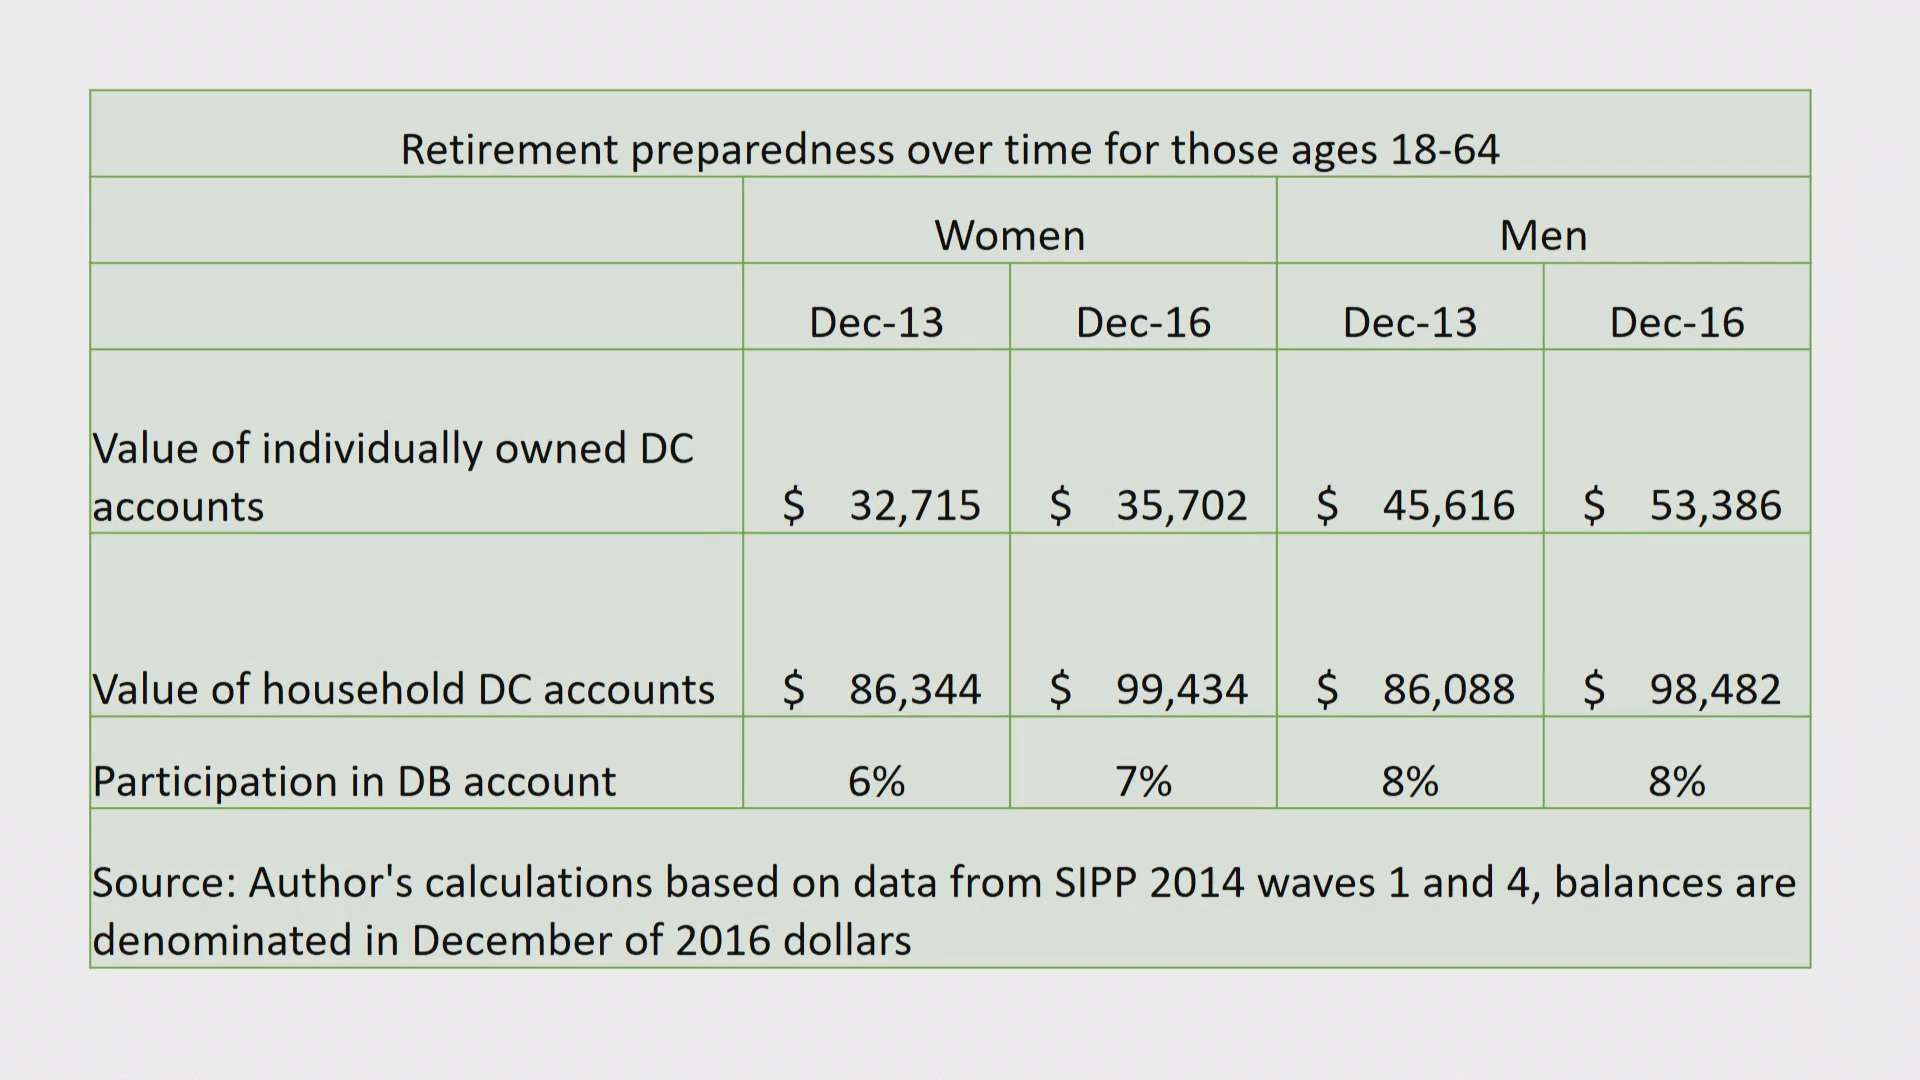 Retirement preparedness over time for those ages 18-64
Women Men
Dec-13 Dec-16 Dec-13 Dec-16
Value of individually owned DC
accounts $ 32,715 $ 35,702 $ 45,616 $ 53,386
Value of household DC accounts $ 86,344 $ 99,434 $ 86,088 $ 98,482
Participation in DB account 6% 7% 8% 8%
Source: Author's calculations based on data from SIPP 2014 waves 1 and 4, balances are
denominated in December of 2016 dollars